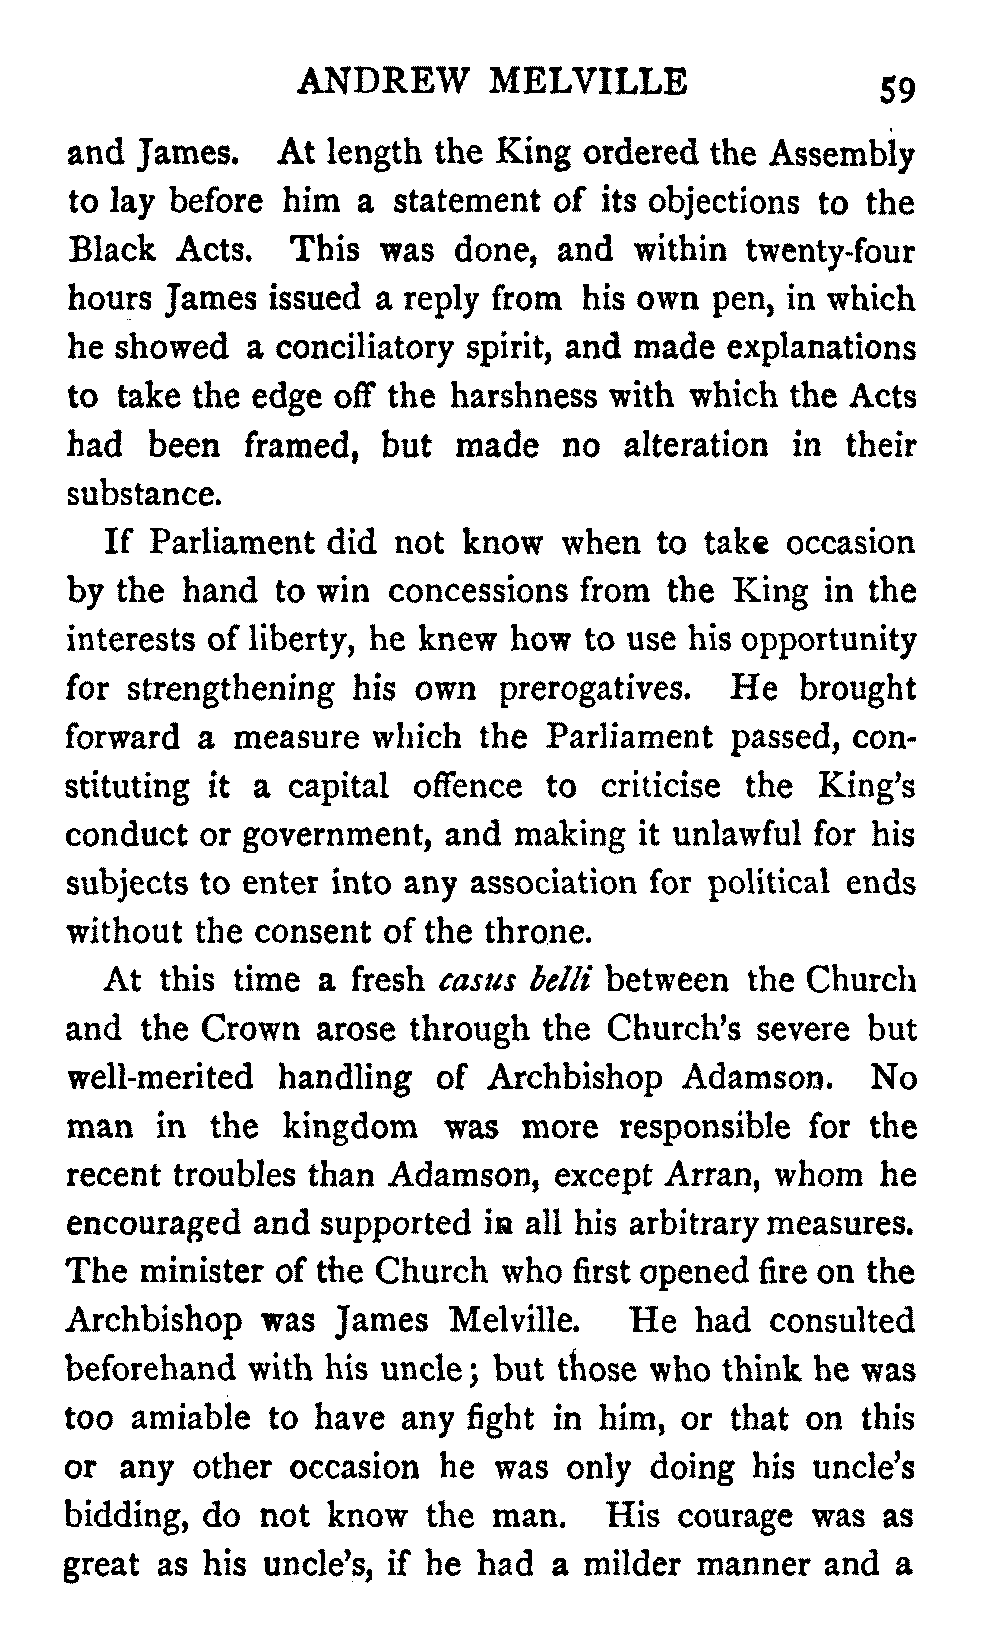 ANDREW MELVILLE 59
and James. At length the King ordered the Assembly
to lay before him a statement of its objections to the
Black Acts. This was done, and within twenty-four
hours James issued a reply from his own pen, in which
he showed a conciliatory spirit, and made explanations
to take the edge off the harshness with which the Acts
had been framed, but made no alteration in their
substance.
If Parliament did not know when to take occasion
by the hand to win concessions from the King in the
interests of liberty, he knew how to use his opportunity
for strengthening his own prerogatives. He brought
forward a measure which the Parliament passed, con-
stituting it a capital offence to criticise the King's
conduct or government, and making it unlawful for his
subjects to enter into any association for political ends
without the consent of the throne.
At this time a fresh casus belli between the Church
and the Crown arose through the Church's severe but
well-merited handling of Archbishop Adamson. No
man in the kingdom was more responsible for the
recent troubles than Adamson, except Arran, whom he
encouraged and supported in all his arbitrary measures.
The minister of the Church who first opened fire on the
Archbishop was James Melville. He had consulted
beforehand with his uncle; but those who think he was
too amiable to have any fight in him, or that on this
or any other occasion he was only doing his uncle's
bidding, do not know the man. His courage was as
great as his uncle's, if he had a milder manner and a